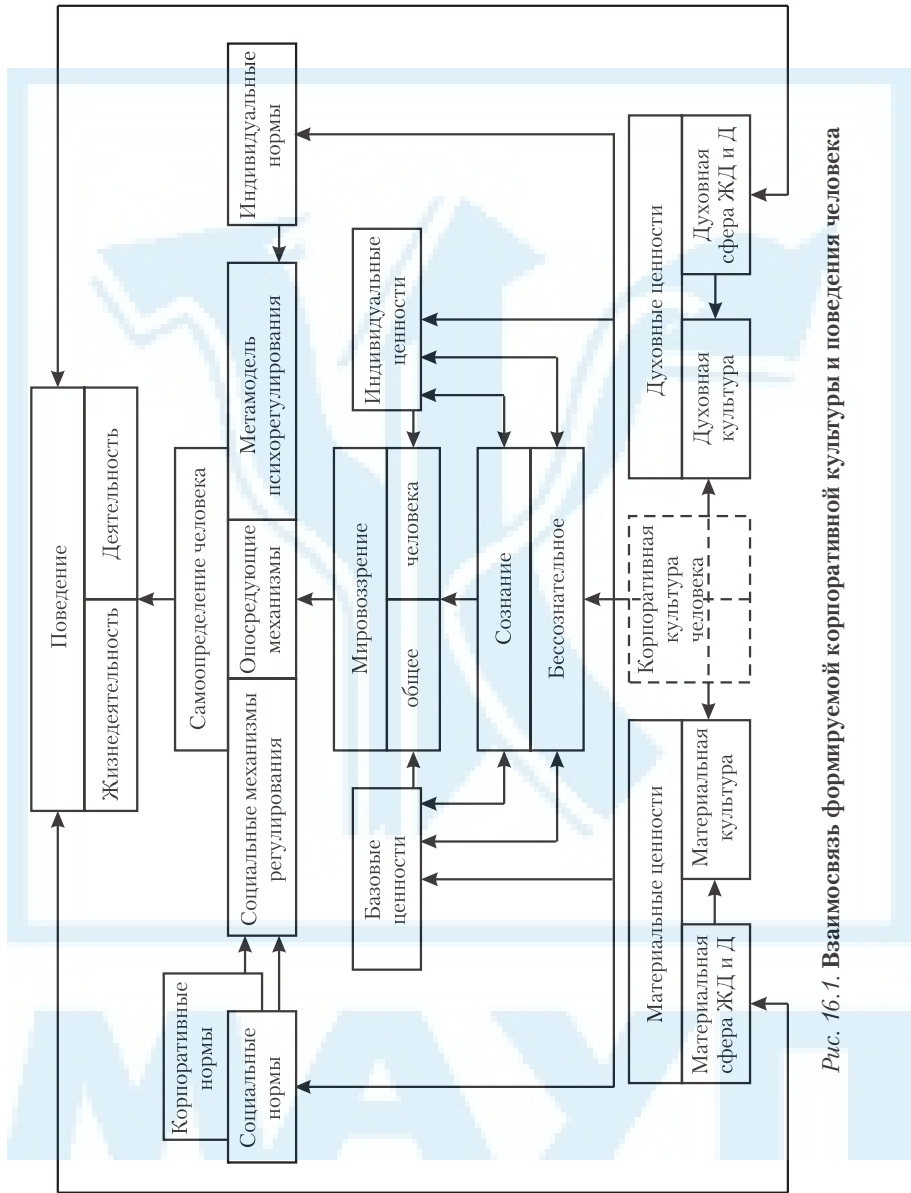 Поведение
Жизнедеятельность
Деятельность
Самоопределение человека
Корпоративные
нормы
Социальные
нормы
Социальные механизмы
регулирования
Опосредующие
механизмы
Метамодель
психорегулирования
Индивидуальные
нормы
Мировоззрение
общее
человека
Базовые
ценности
Индивидуальные
ценности
Сознание
Бессознательное
Корпоративная
культура
человека
Материальные ценности
Материальная
сфера ЖД и Д
Материальная
культура
Духовные ценности
Духовная
культура
Духовная
сфера ЖД и Д
Рис. 16.1. Взаимосвязь формируемой корпоративной культуры и поведения человека
МАУП